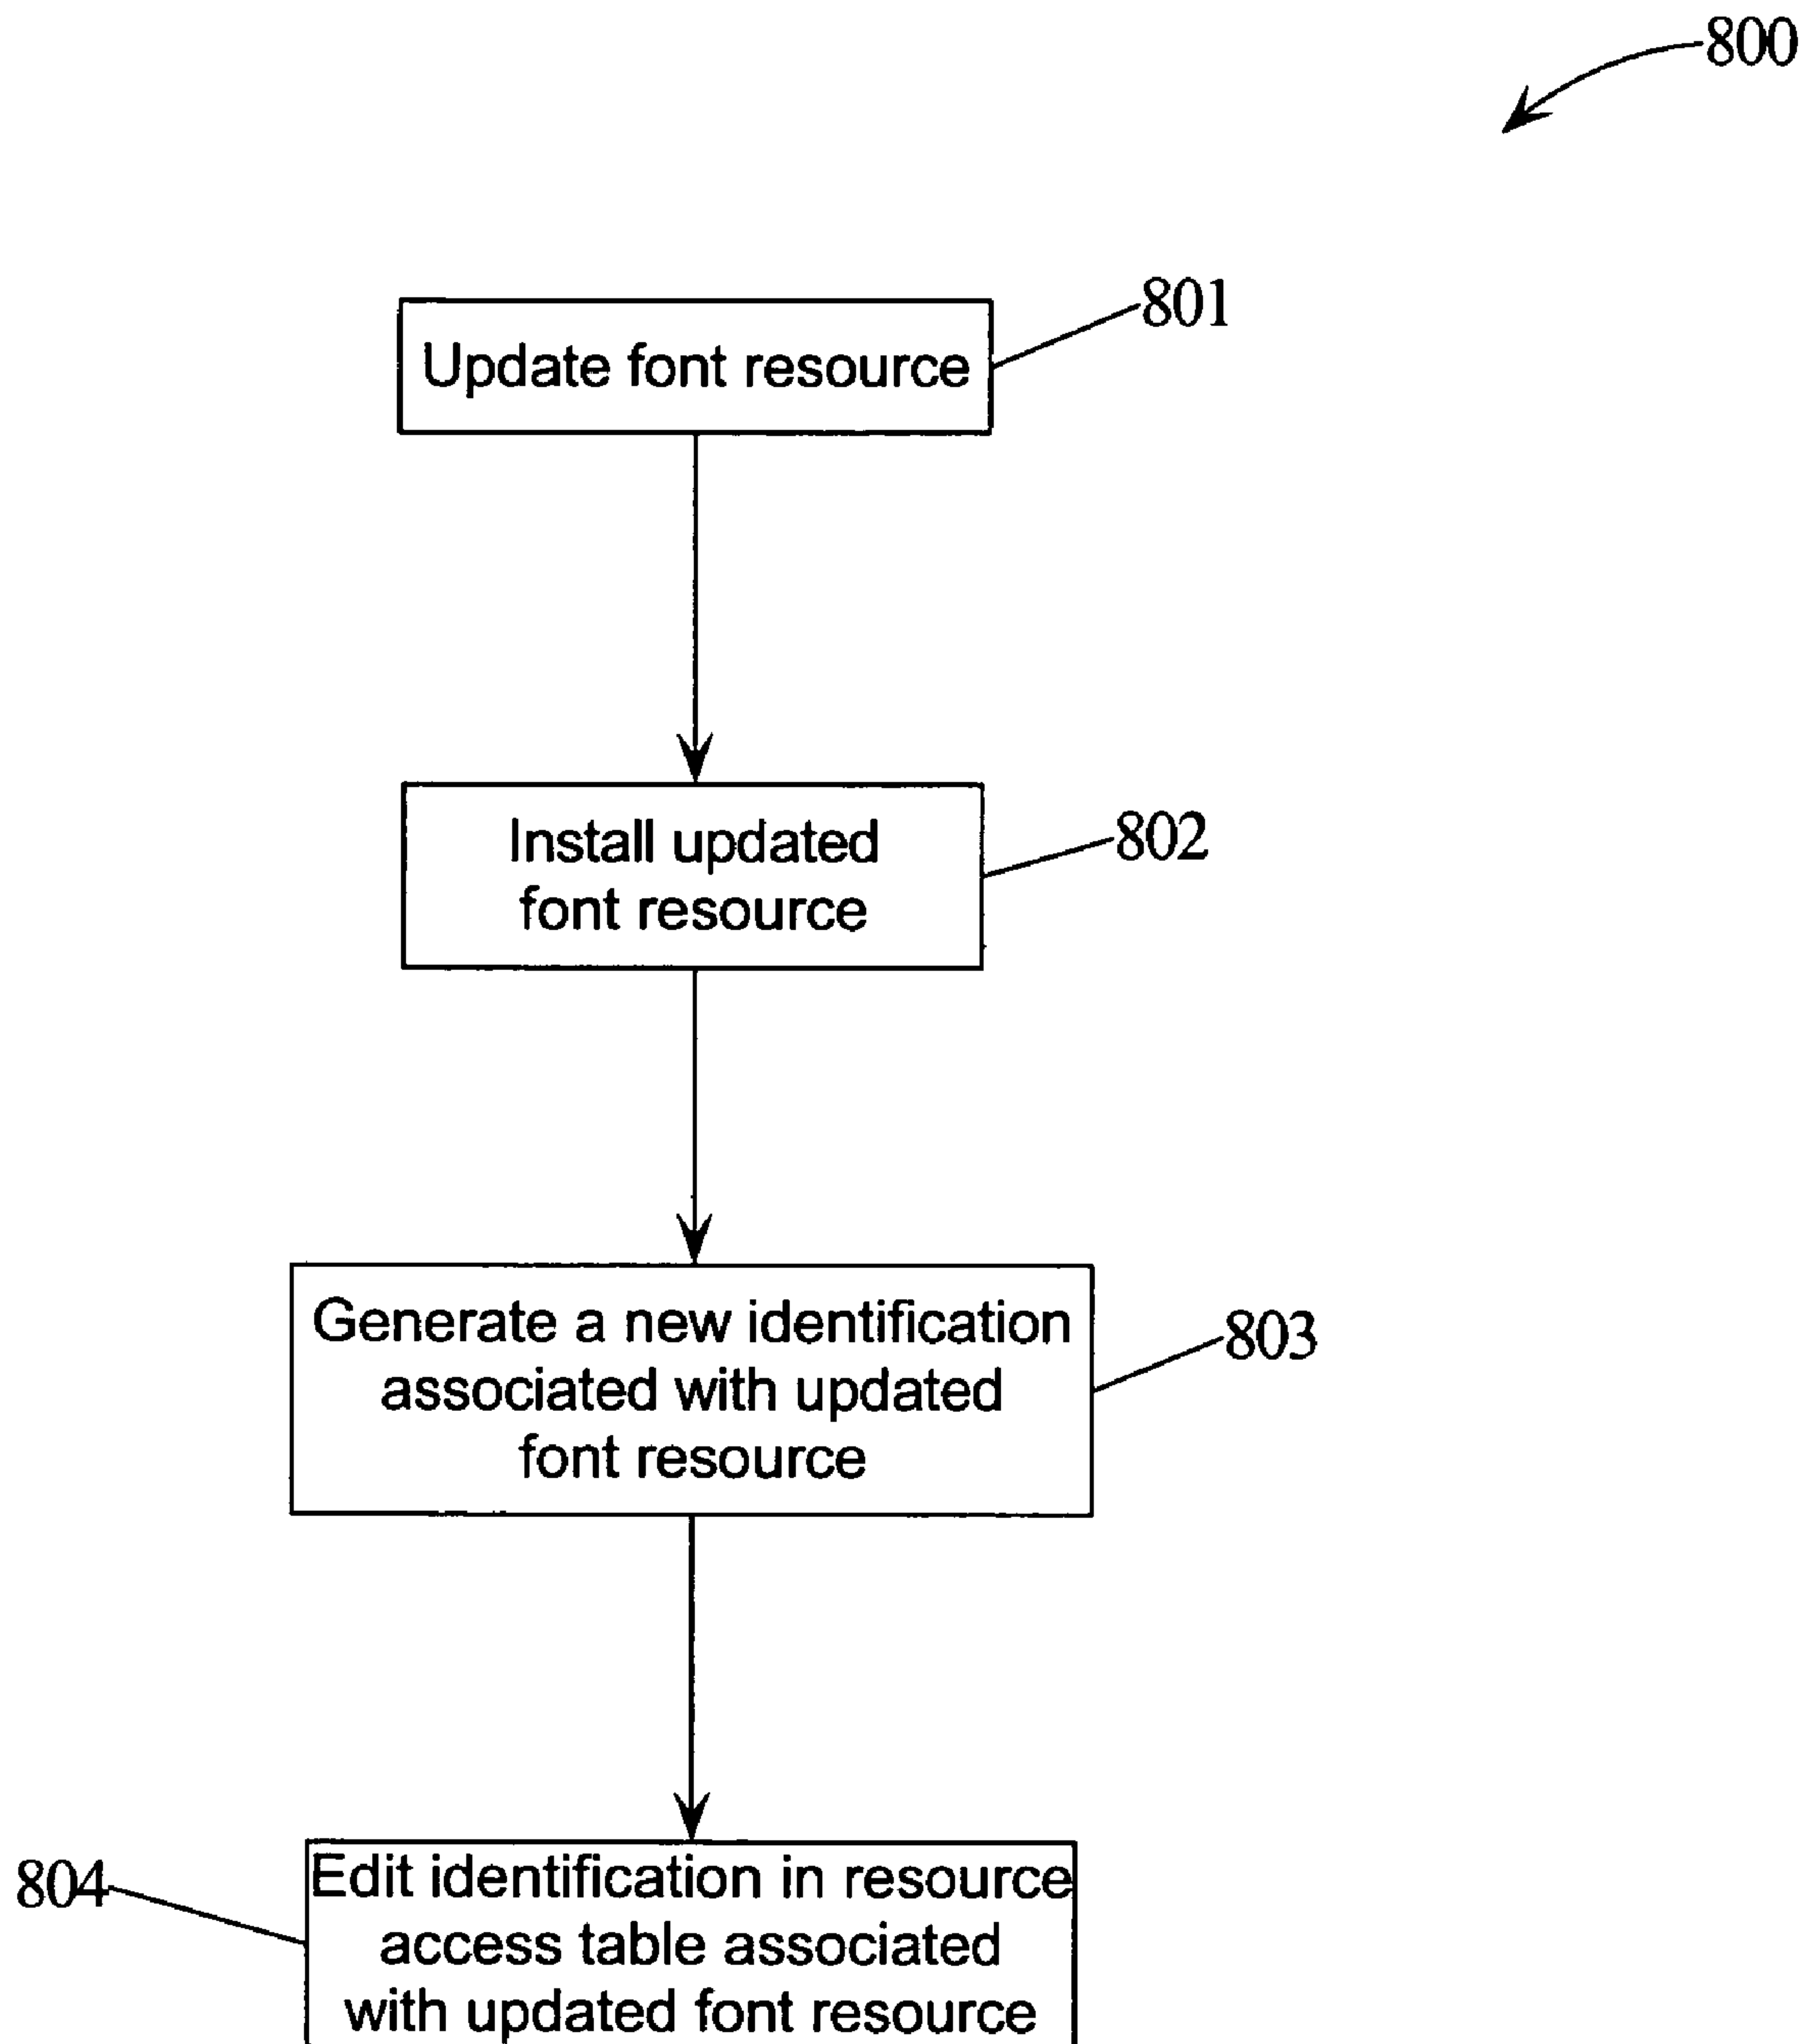 800
801
Update font resource
802
Install updated
font resource
803
Generate a new identification
associated with updated
font resource
804
Edit identification in resource
access table associated
with updated font resource